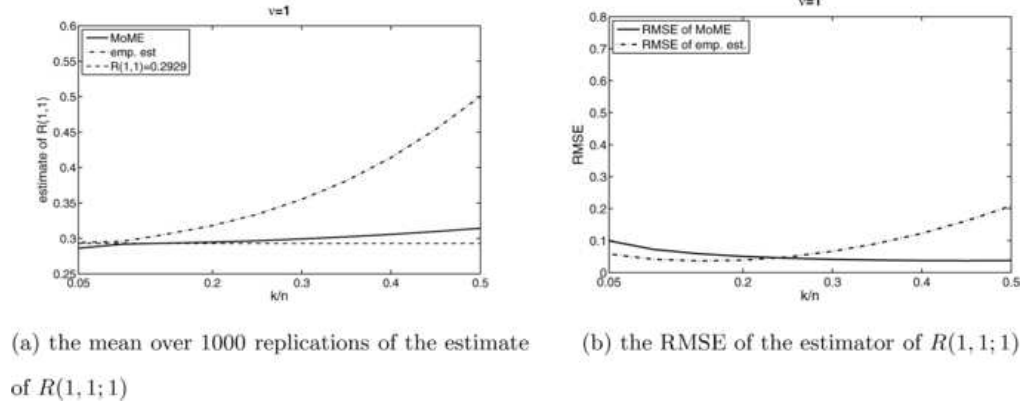 ν=1
MoME
emp. est
R(1,1)=0.2929
0.6
0.55
0.5
0.45
0.4
0.35
0.3
0.25
estimate of R(1,1)
0.05
0.2
0.3
0.4
0.5
k/n
(a) the mean over 1000 replications of the estimate
of R(1, 1; 1)
ν=1
RMSE of MoME
RMSE of emp. est.
0.8
0.7
0.6
0.5
0.4
0.3
0.2
0.1
0
RMSE
0.05
0.2
0.3
0.4
0.5
k/n
(b) the RMSE of the estimator of R(1, 1; 1)